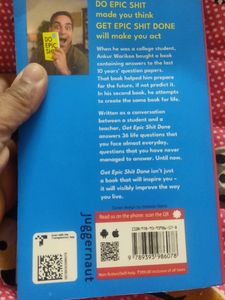 DO EPIC SHIT
made you think
GET EPIC SHIT DONE
will make you act
DO
EPIC
SHIT
When he was a college student,
Ankur Warikoo bought a book
containing answers to the last
10 years' question papers.
That book helped him prepare
for the future, if not predict it.
In his second book, he attempts
to create the same book for life.
Written as a conversation
between a student and a
teacher, Get Epic Shit Done
answers 36 life questions that
you face almost everyday,
questions that you have never
managed to answer. Until now.
Get Epic Shit Done isn't just
a book that will inspire you –
it will visibly improve the way
you live.
Read us on the phone: scan the QR
9 789393 986078
juggernaut